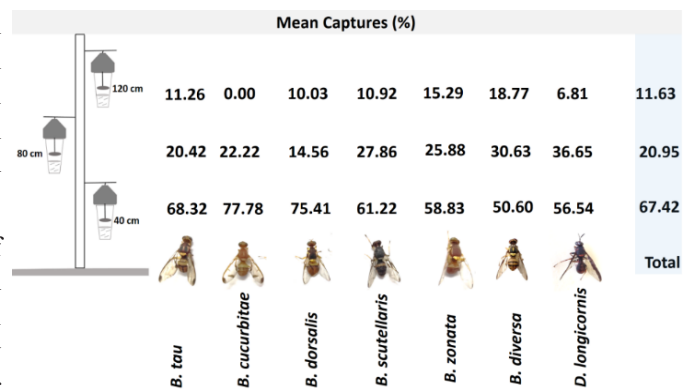 Mean Captures (%)
120 cm 11.26 0.00 10.03 10.92 15.29 18.77 6.81 11.63
80 cm 20.42 22.22 14.56 27.86 25.88 30.63 36.65 20.95
40 cm 68.32 77.78 75.41 61.22 58.83 50.60 56.54 67.42
Total
B. tau
B. cucurbitae
B. dorsalis
B. scutellaris
B. zonata
B. diversa
D. longicornis